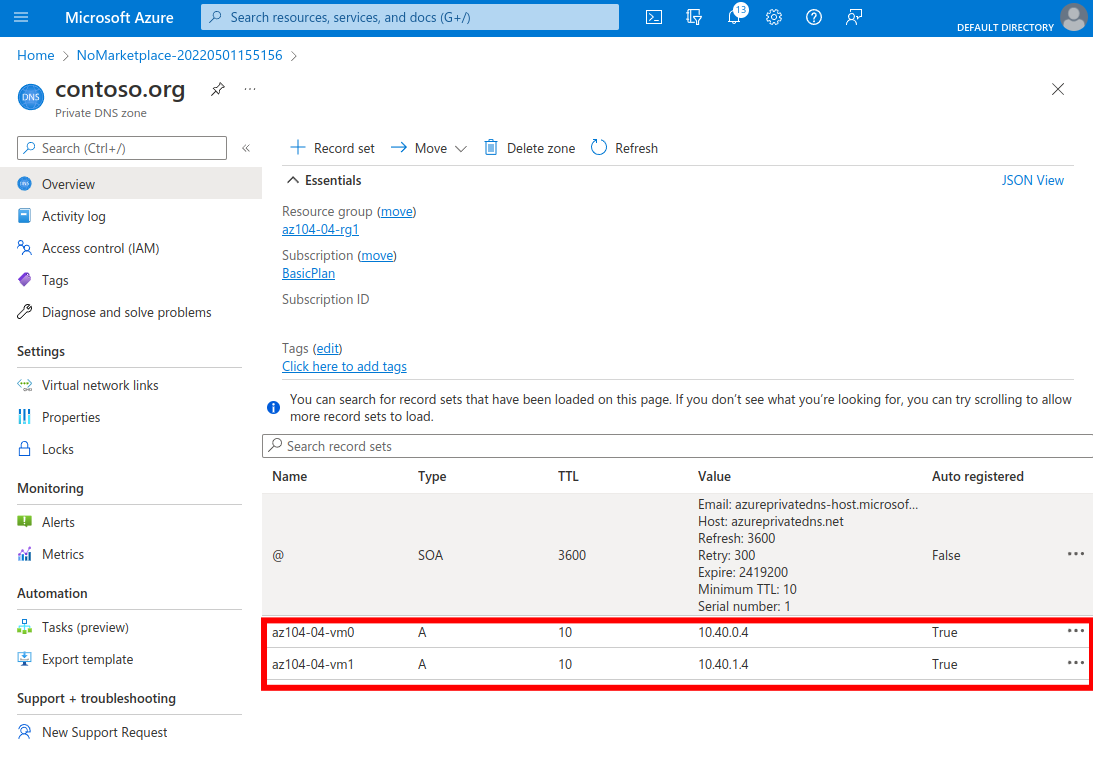 Microsoft Azure
Search resources, services, and docs (G+/)
13
DEFAULT DIRECTORY
Home > NoMarketplace-20220501155156 >
DNS
contoso.org
...
Private DNS zone
Search (Ctrl+/)
«
Overview
Activity log
Access control (IAM)
Tags
Diagnose and solve problems
Settings
Virtual network links
Properties
Locks
Monitoring
Alerts
Metrics
Automation
Tasks (preview)
Export template
Support + troubleshooting
New Support Request
Record set Move Delete zone Refresh
Essentials JSON View
Resource group (move)
az104-04-rg1
Subscription (move)
BasicPlan
Subscription ID
Tags (edit)
Click here to add tags
You can search for record sets that have been loaded on this page. If you don't see what you're looking for, you can try scrolling to allow
more record sets to load.
Search record sets
Name Type TTL Value Auto registered
@ SOA 3600
Email: azureprivatedns-host.microsof...
Host: azureprivatedns.net
Refresh: 3600
Retry: 300
Expire: 2419200
Minimum TTL: 10
Serial number: 1
False ...
az104-04-vm0 A 10 10.40.0.4 True ...
az104-04-vm1 A 10 10.40.1.4 True ...